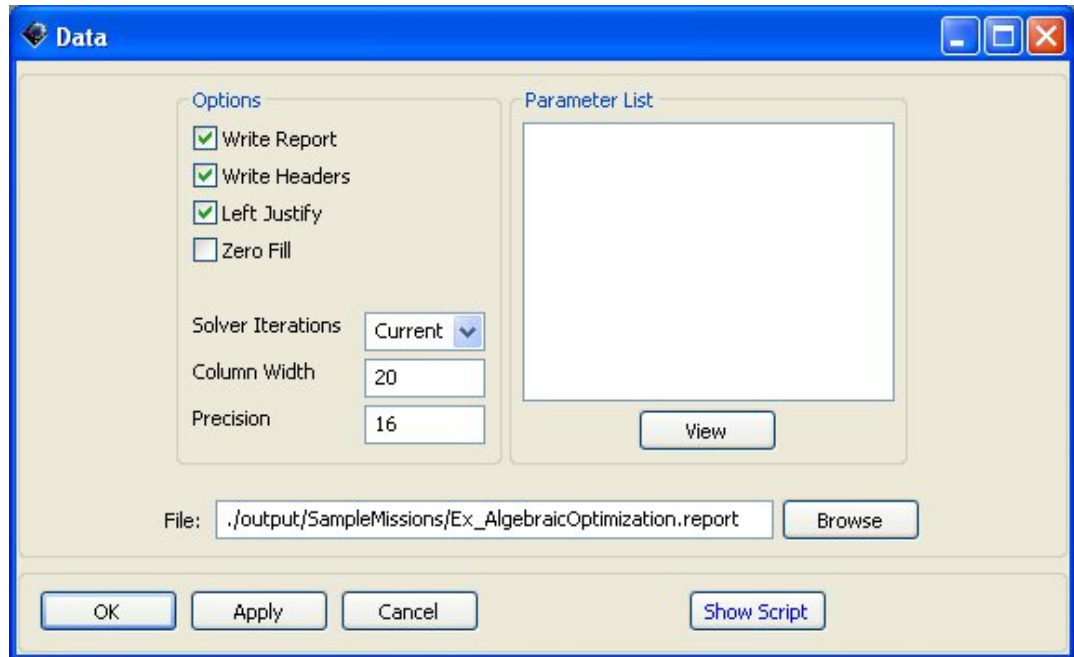 Data
Options
Write Report
Write Headers
Left Justify
Zero Fill
Solver Iterations Current
Column Width 20
Precision 16
Parameter List
View
File: ./output/SampleMissions/Ex_AlgebraicOptimization.report Browse
OK Apply Cancel Show Script